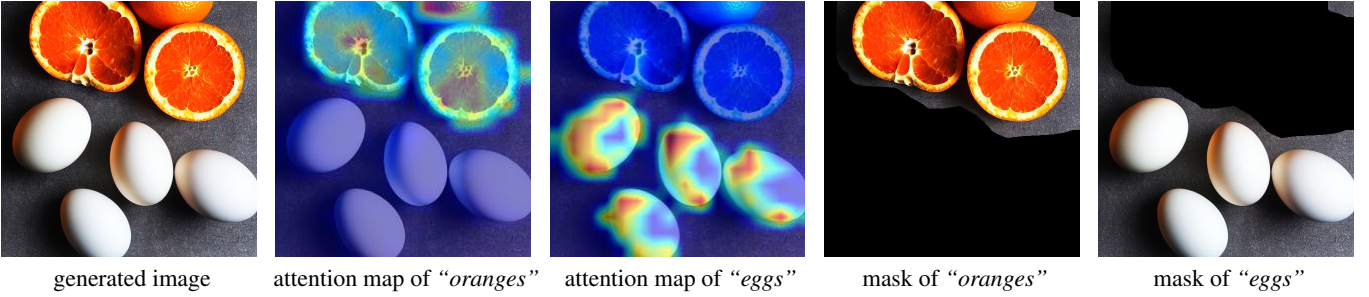 generated image
attention map of “oranges”
attention map of “eggs”
mask of “oranges”
mask of “eggs”